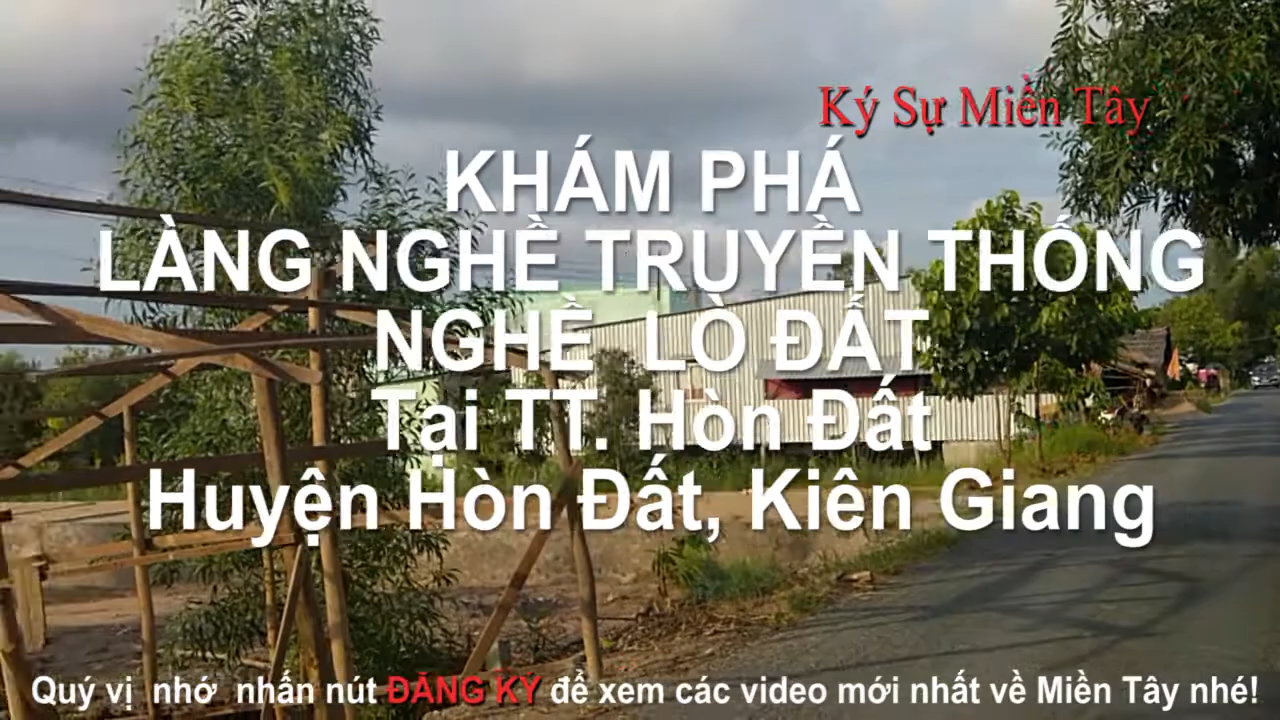 Ký Sự Miền Tây
KHÁM PHÁ
LÀNG NGHỀ TRUYỀN THỐNG
NGHỀ LÒ ĐẤT
Tại TT. Hòn Đất
Huyện Hòn Đất, Kiên Giang
Quý vị nhớ nhấn nút ĐĂNG KÝ để xem các video mới nhất về Miền Tây nhé!